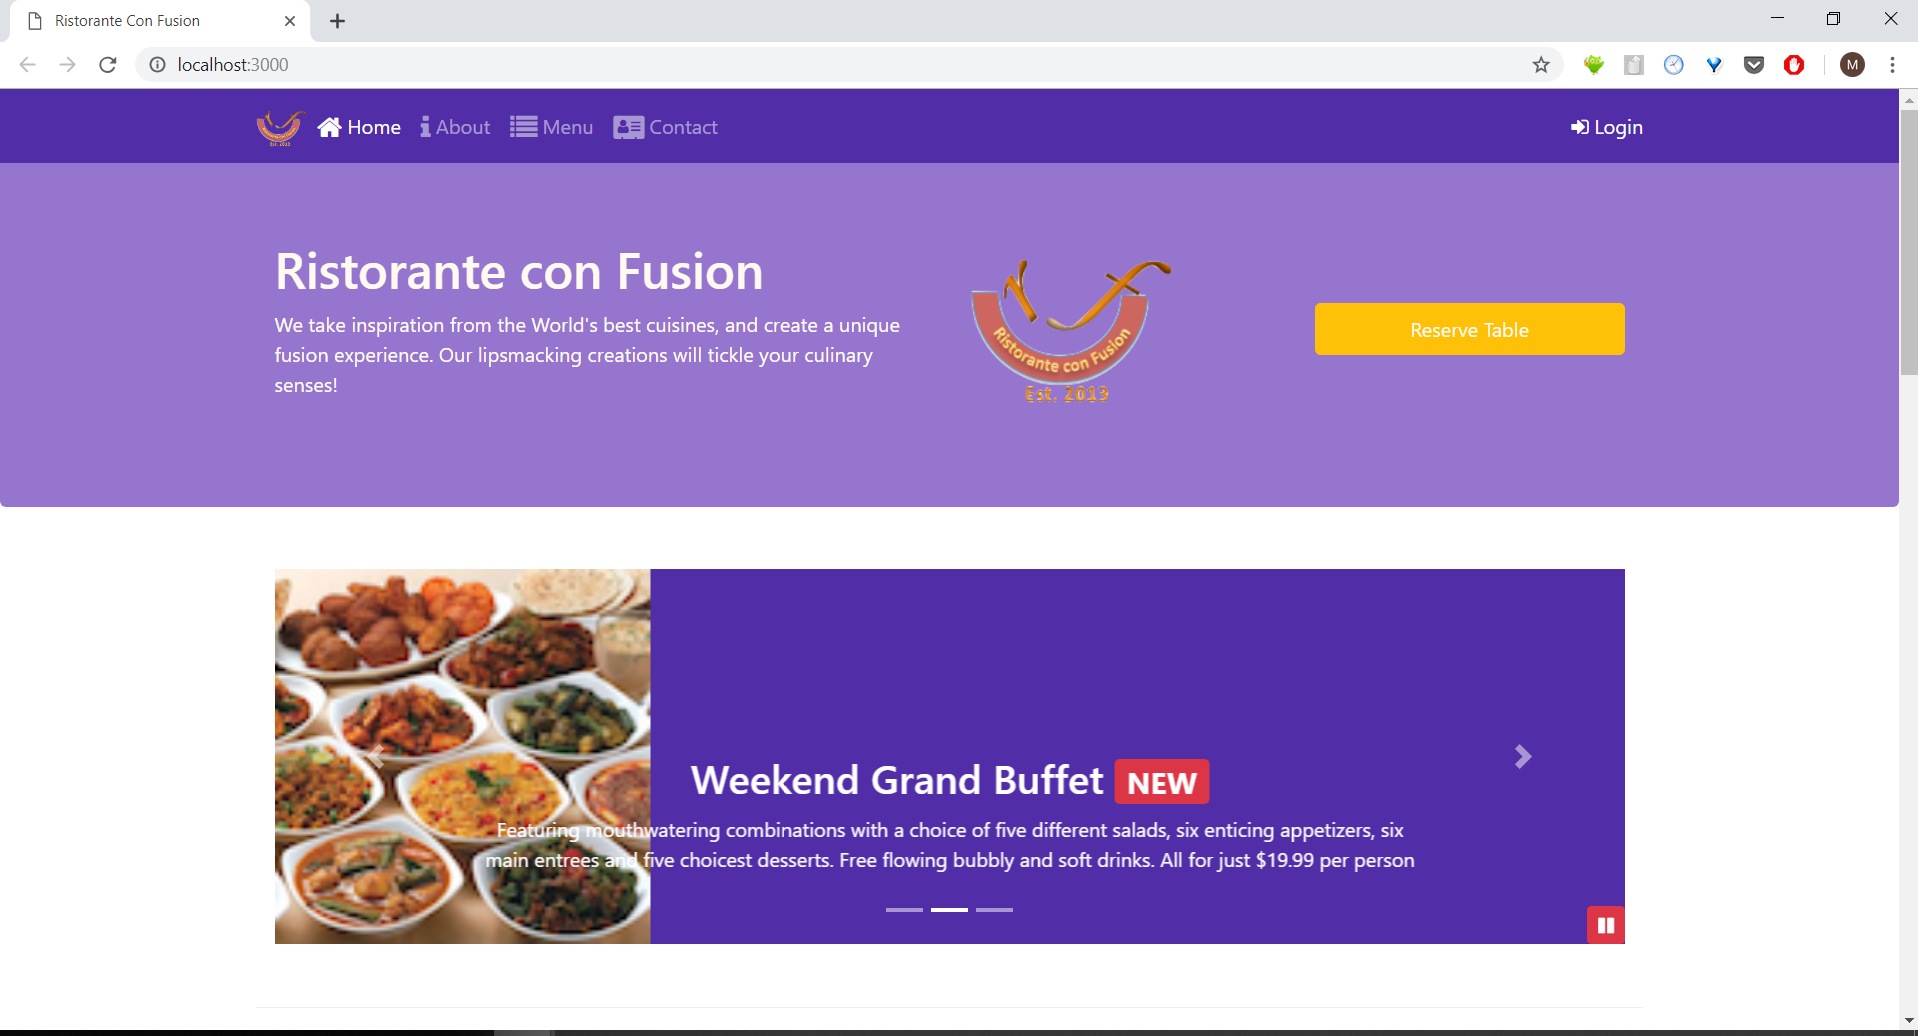 Ristorante Con Fusion
localhost:3000
M
Home
About
Menu
Contact
Login
Ristorante con Fusion
We take inspiration from the World's best cuisines, and create a unique
fusion experience. Our lipsmacking creations will tickle your culinary
senses!
Ristorante con Fusion
Est. 2013
Reserve Table
Weekend Grand Buffet NEW
Featuring mouthwatering combinations with a choice of five different salads, six enticing appetizers, six
main entrees and five choicest desserts. Free flowing bubbly and soft drinks. All for just $19.99 per person